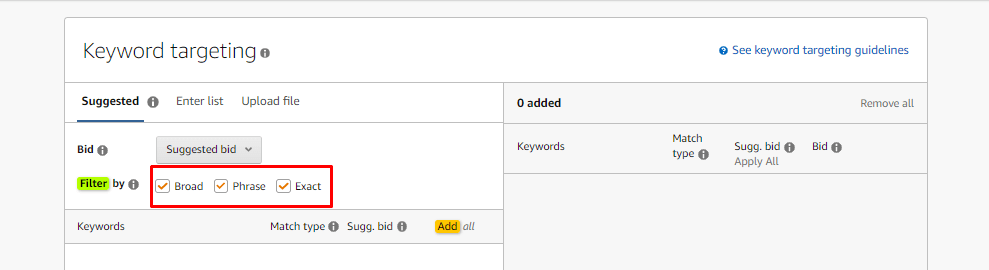 Keyword targeting
See keyword targeting guidelines
Suggested Enter list Upload file
Bid Suggested bid
Filter by Broad Phrase Exact
Keywords Match type Sugg. bid Add all
0 added Remove all
Keywords Match type Sugg. bid Bid
Apply All